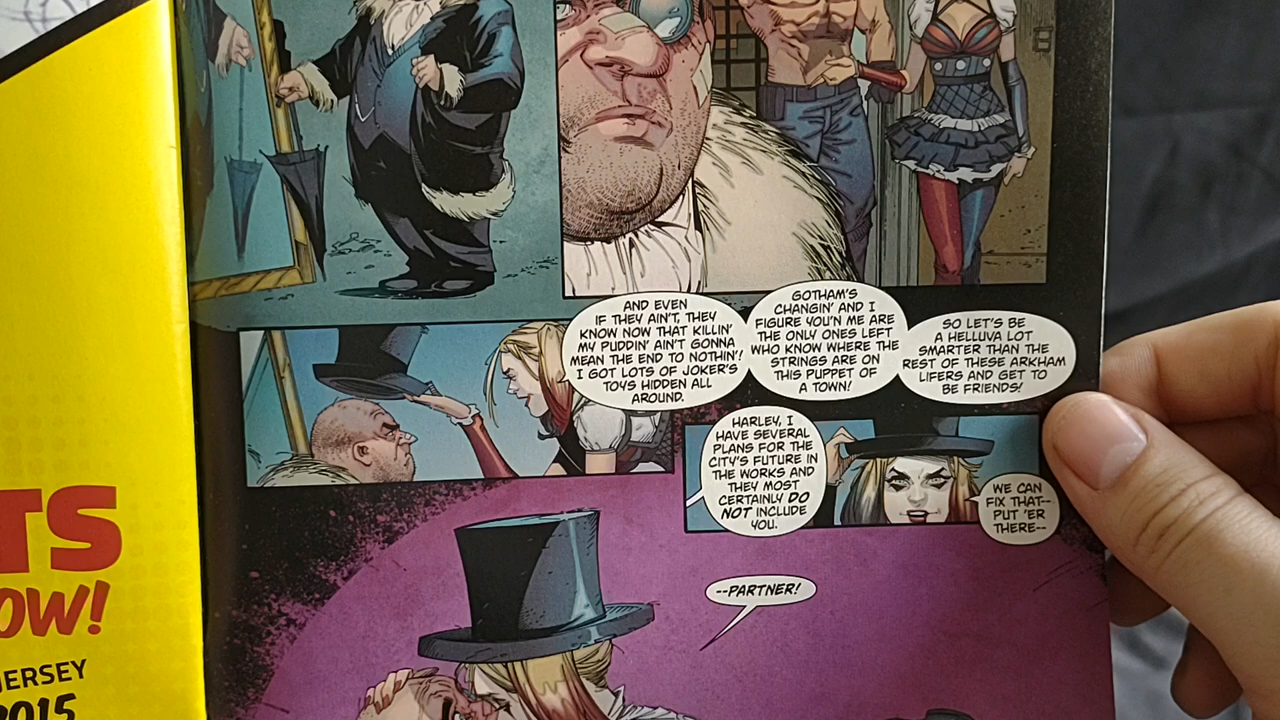 AND EVEN
IF THEY AIN'T, THEY
KNOW NOW THAT KILLIN'
MY PUDDIN' AIN'T GONNA
MEAN THE END TO NOTHIN'!
I GOT LOTS OF JOKER'S
TOYS HIDDEN ALL
AROUND.
GOTHAM'S
CHANGIN' AND I
FIGURE YOU'N ME ARE
THE ONLY ONES LEFT
WHO KNOW WHERE THE
STRINGS ARE ON
THIS PUPPET OF
A TOWN!
SO LET'S BE
A HELLUVA LOT
SMARTER THAN THE
REST OF THESE ARKHAM
LIFERS AND GET TO
BE FRIENDS!
HARLEY, I
HAVE SEVERAL
PLANS FOR THE
CITY'S FUTURE IN
THE WORKS AND
THEY MOST
CERTAINLY DO
NOT INCLUDE
YOU.
WE CAN
FIX THAT--
PUT 'ER
THERE--
--PARTNER!
TS
OW!
JERSEY
2015